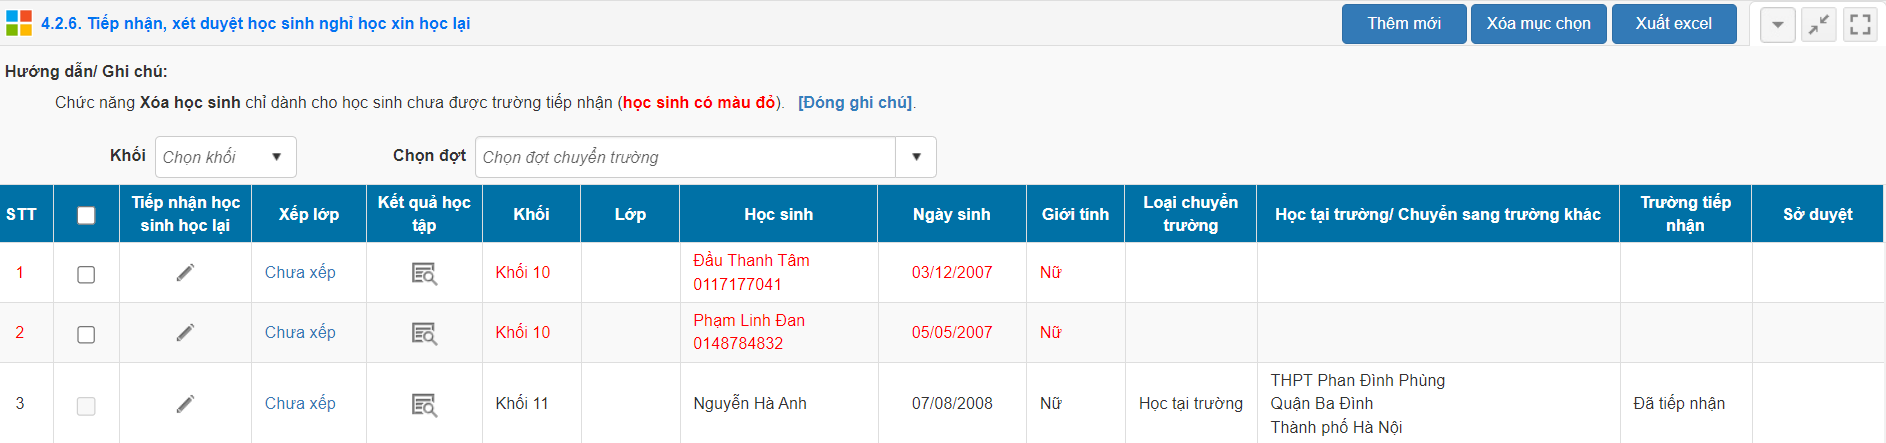 4.2.6. Tiếp nhận, xét duyệt học sinh nghỉ học xin học lại
Thêm mới
Xóa mục chọn
Xuất excel
Hướng dẫn/ Ghi chú:
Chức năng Xóa học sinh chỉ dành cho học sinh chưa được trường tiếp nhận (học sinh có màu đỏ). [Đóng ghi chú].
Khối
Chọn khối
Chọn đợt
Chọn đợt chuyển trường
STT
Tiếp nhận học
sinh học lại
Xếp lớp
Kết quả học
tập
Khối
Lớp
Học sinh
Ngày sinh
Giới tính
Loại chuyển
trường
Học tại trường/ Chuyển sang trường khác
Trường tiếp
nhận
Sở duyệt
1
Chưa xếp
Khối 10
Đầu Thanh Tâm
0117177041
03/12/2007
Nữ
2
Chưa xếp
Khối 10
Phạm Linh Đan
0148784832
05/05/2007
Nữ
3
Chưa xếp
Khối 11
Nguyễn Hà Anh
07/08/2008
Nữ
Học tại trường
THPT Phan Đình Phùng
Quận Ba Đình
Thành phố Hà Nội
Đã tiếp nhận